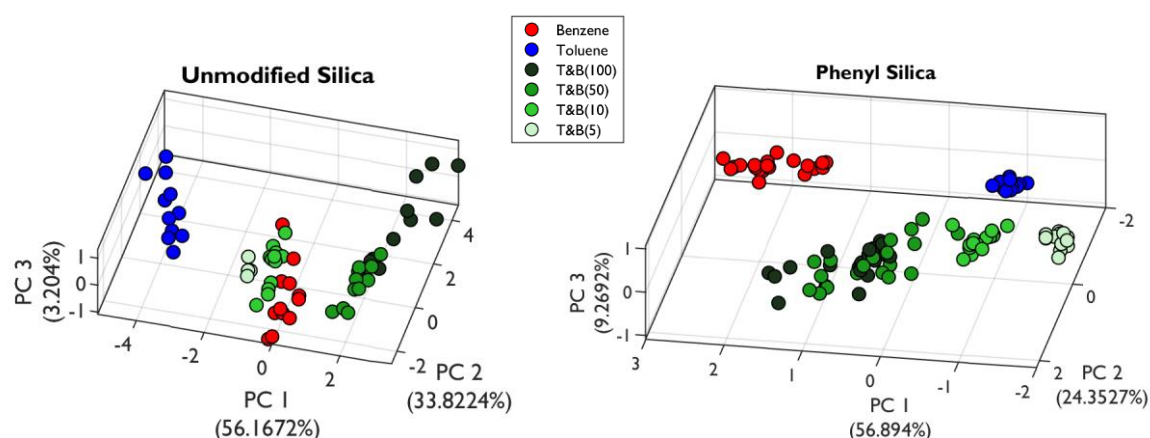 Benzene
Toluene
T&B(100)
T&B(50)
T&B(10)
T&B(5)
Unmodified Silica
1
0
-1
PC 3
(3.204%)
-4
-2
0
2
PC 1
(56.1672%)
4
2
0
-2
PC 2
(33.8224%)
Phenyl Silica
1
0
-1
PC 3
(9.2692%)
3
2
1
0
-1
-2
PC 1
(56.894%)
-2
0
2
PC 2
(24.3527%)